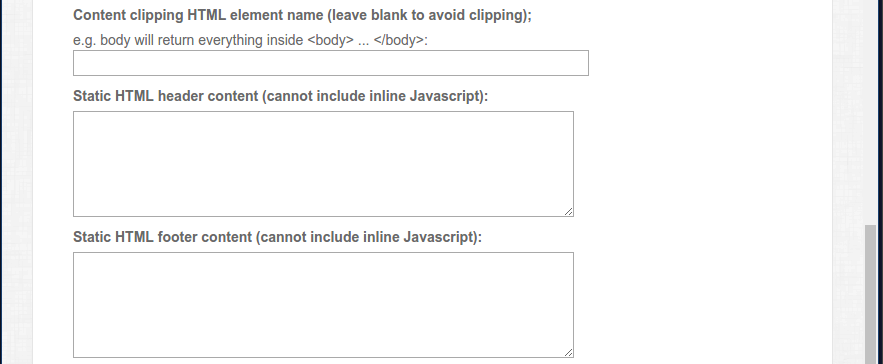 Content clipping HTML element name (leave blank to avoid clipping);
e.g. body will return everything inside <body> ... </body>:
Static HTML header content (cannot include inline Javascript):
Static HTML footer content (cannot include inline Javascript):